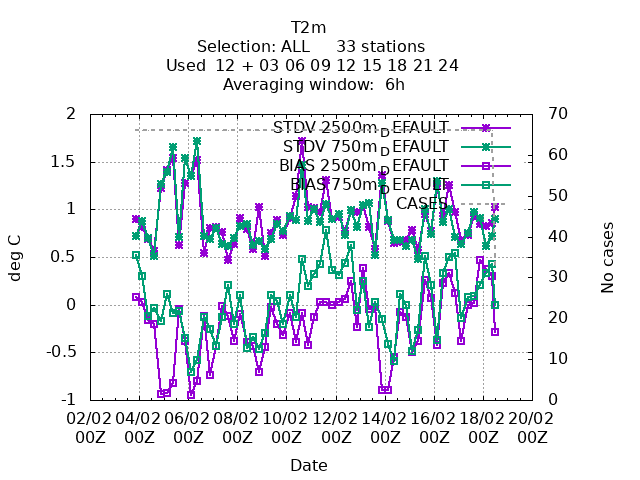 T2m
Selection: ALL 33 stations
Used 12 + 03 06 09 12 15 18 21 24
Averaging window: 6h
2
1.5
1
0.5
0
-0.5
-1
deg C
70
60
50
40
30
20
10
0
No cases
STDV 2500m_DEFAULT
STDV 750m_DEFAULT
BIAS 2500m_DEFAULT
BIAS 750m_DEFAULT
CASES
02/02 04/02 06/02 08/02 10/02 12/02 14/02 16/02 18/02 20/02
00Z 00Z 00Z 00Z 00Z 00Z 00Z 00Z 00Z 00Z
Date